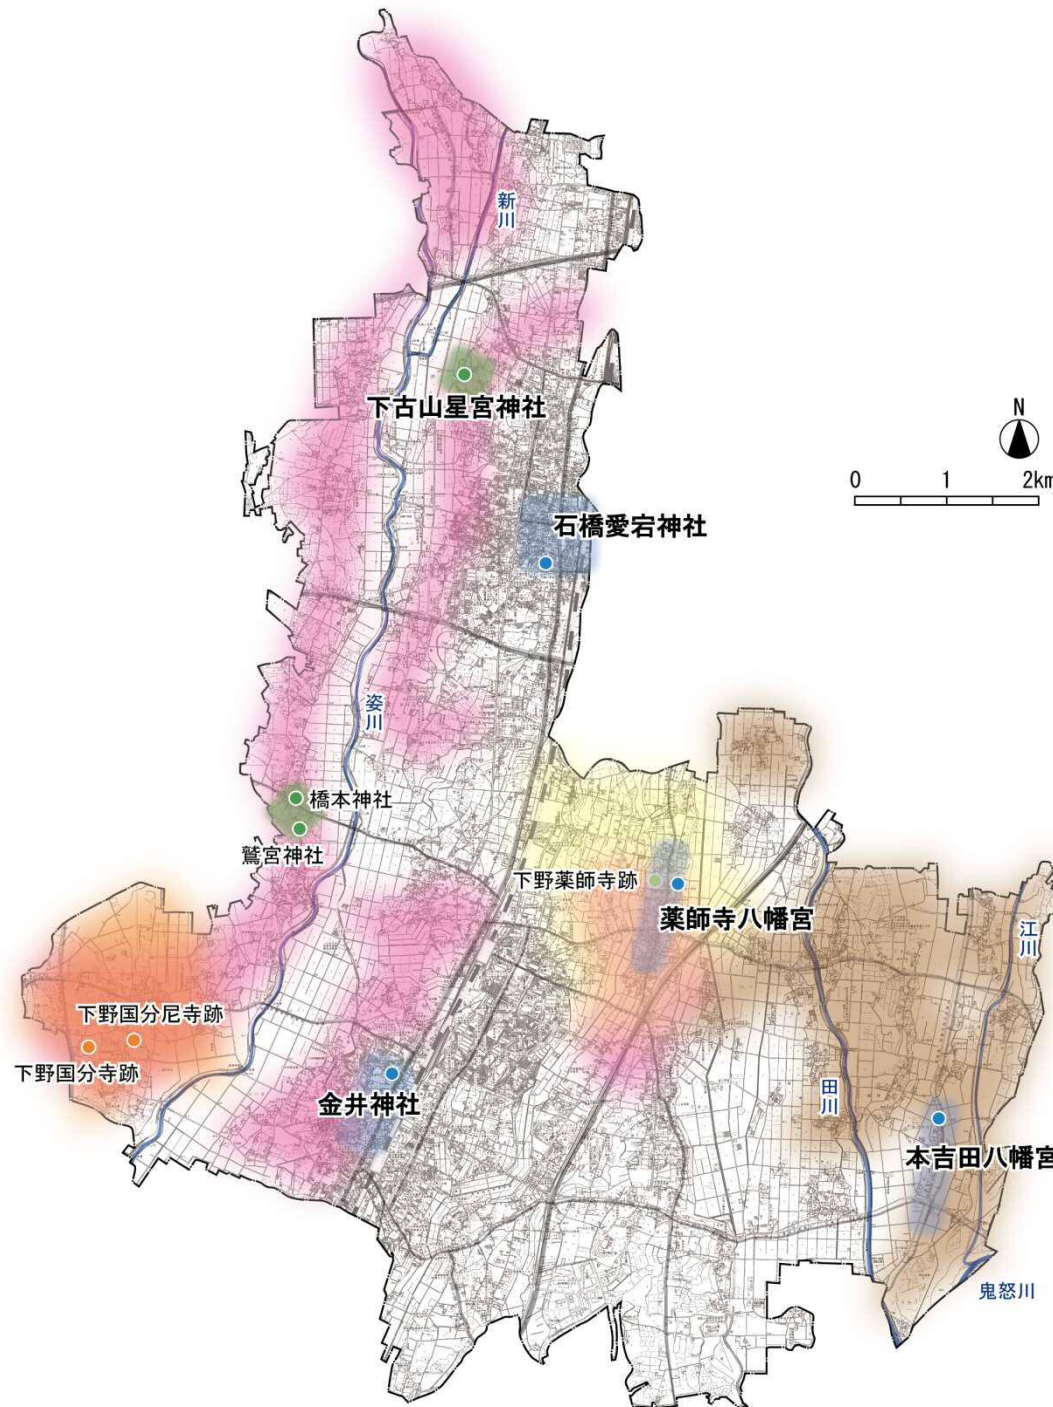 新川
下古山星宮神社
N
0 1 2km
石橋愛宕神社
姿川
橋本神社
鷲宮神社
下野薬師寺跡
薬師寺八幡宮
江川
下野国分尼寺跡
下野国分寺跡
金井神社
田川
本吉田八幡宮
鬼怒川